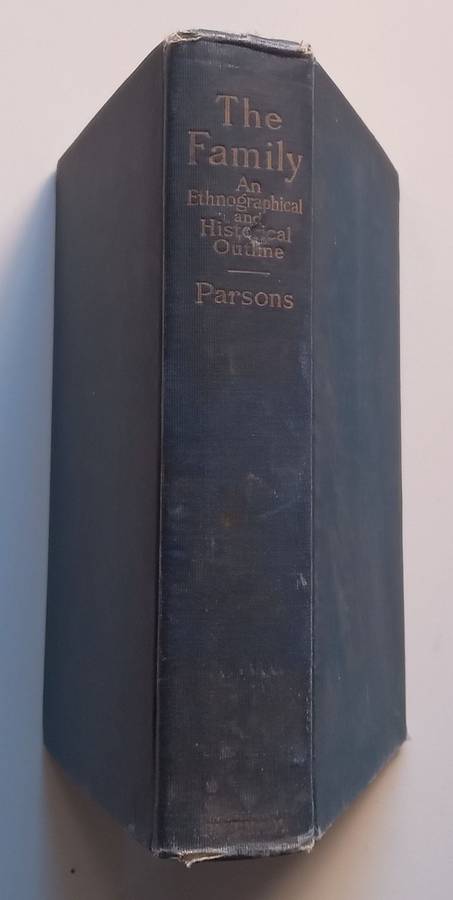 The
Family
An
Ethnographical
and
Historical
Outline
Parsons